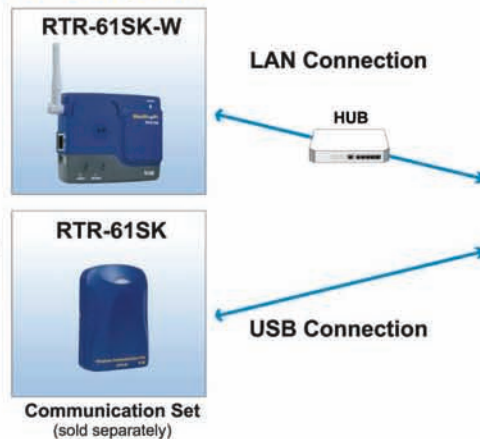 RTR-61SK-W
LAN Connection
HUB
RTR-61SK
USB Connection
Communication Set
(sold separately)